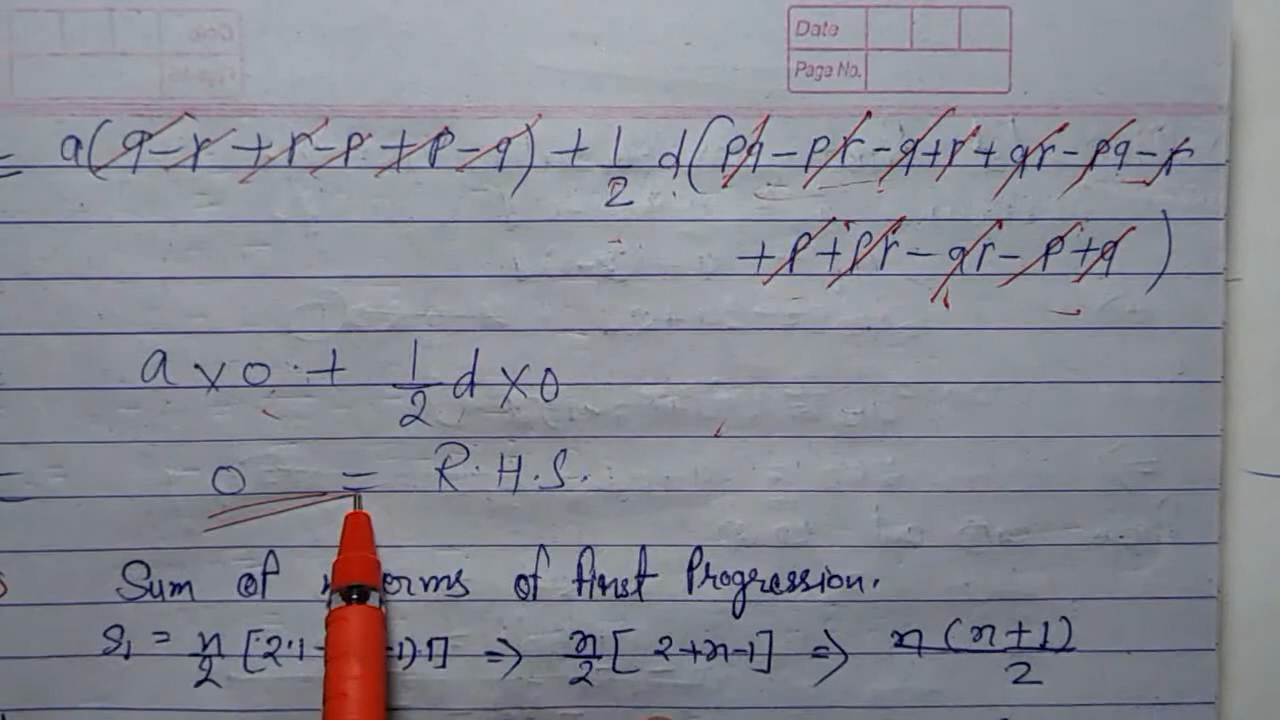 Date
Page No.
= a(q-r+r-p+p-q) + 1/2 d(pq-pr-q+r+qr-pq-r
+p+pr-qr-p+q)
a×0 + 1/2 d×0
= 0 = R.H.S.
Sum of erms of first Progression.
S₁ = n/2 [2·1 -1)·1] ⇒ n/2 [2+n-1] ⇒ n(n+1)/2